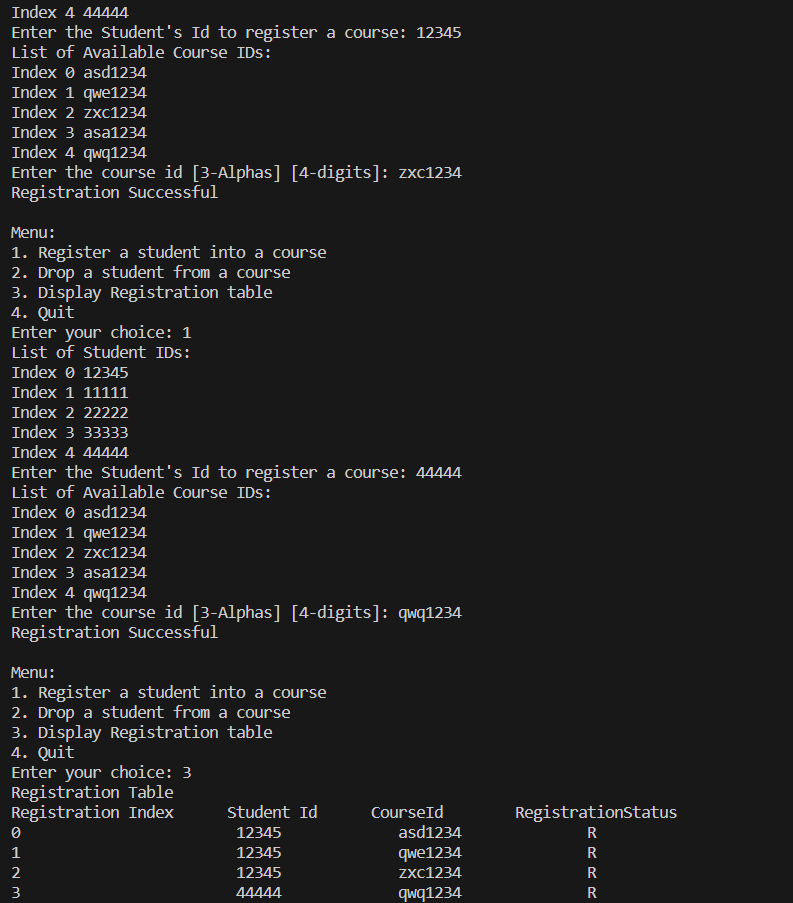 Index 4 44444
Enter the Student's Id to register a course: 12345
List of Available Course IDs:
Index 0 asd1234
Index 1 qwe1234
Index 2 zxc1234
Index 3 asa1234
Index 4 qwq1234
Enter the course id [3-Alphas] [4-digits]: zxc1234
Registration Successful

Menu:
1. Register a student into a course
2. Drop a student from a course
3. Display Registration table
4. Quit
Enter your choice: 1
List of Student IDs:
Index 0 12345
Index 1 11111
Index 2 22222
Index 3 33333
Index 4 44444
Enter the Student's Id to register a course: 44444
List of Available Course IDs:
Index 0 asd1234
Index 1 qwe1234
Index 2 zxc1234
Index 3 asa1234
Index 4 qwq1234
Enter the course id [3-Alphas] [4-digits]: qwq1234
Registration Successful

Menu:
1. Register a student into a course
2. Drop a student from a course
3. Display Registration table
4. Quit
Enter your choice: 3
Registration Table
Registration Index      Student Id      CourseId        RegistrationStatus
0                        12345             asd1234              R
1                        12345             qwe1234              R
2                        12345             zxc1234              R
3                        44444             qwq1234              R